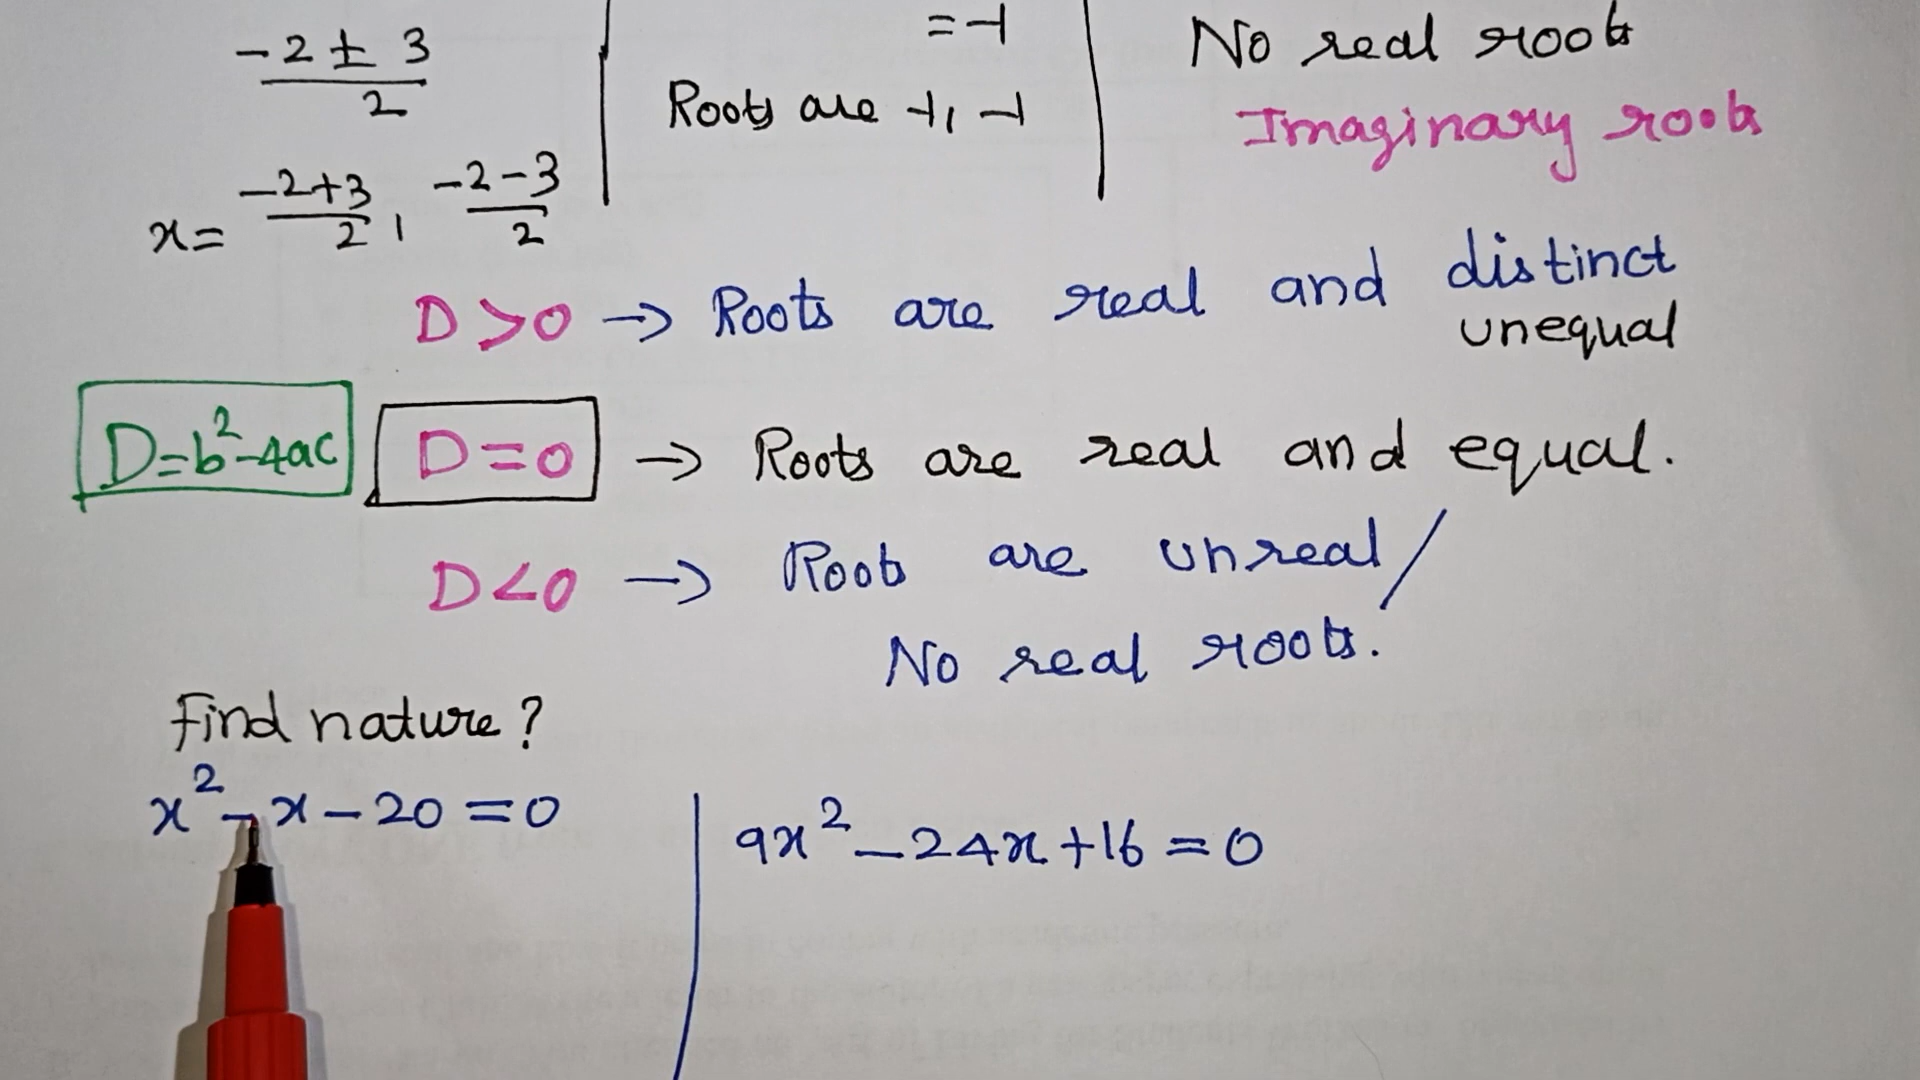 -2 ± 3
2
x= -2+3/2, -2-3/2
=-1
Roots are -1, -1
No real roots
Imaginary roots
D>0 → Roots are real and distinct
unequal
D=b²-4ac D=0 → Roots are real and equal.
D<0 → Roots are unreal/
No real roots.
Find nature?
x²-x-20=0
9x²-24x+16=0